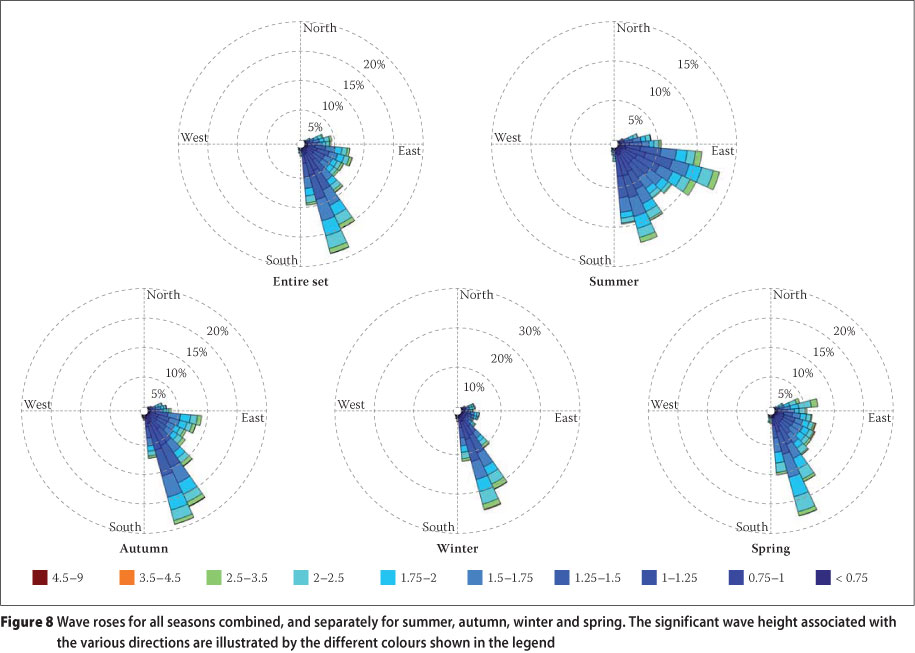 North
20%
15%
10%
5%
West
East
South
Entire set
North
15%
10%
5%
West
East
South
Summer
North
20%
15%
10%
5%
West
East
South
Autumn
North
30%
20%
10%
West
East
South
Winter
North
20%
15%
10%
5%
West
East
South
Spring
4.5–9 3.5–4.5 2.5–3.5 2–2.5 1.75–2 1.5–1.75 1.25–1.5 1–1.25 0.75–1 < 0.75
Figure 8 Wave roses for all seasons combined, and separately for summer, autumn, winter and spring. The significant wave height associated with
the various directions are illustrated by the different colours shown in the legend